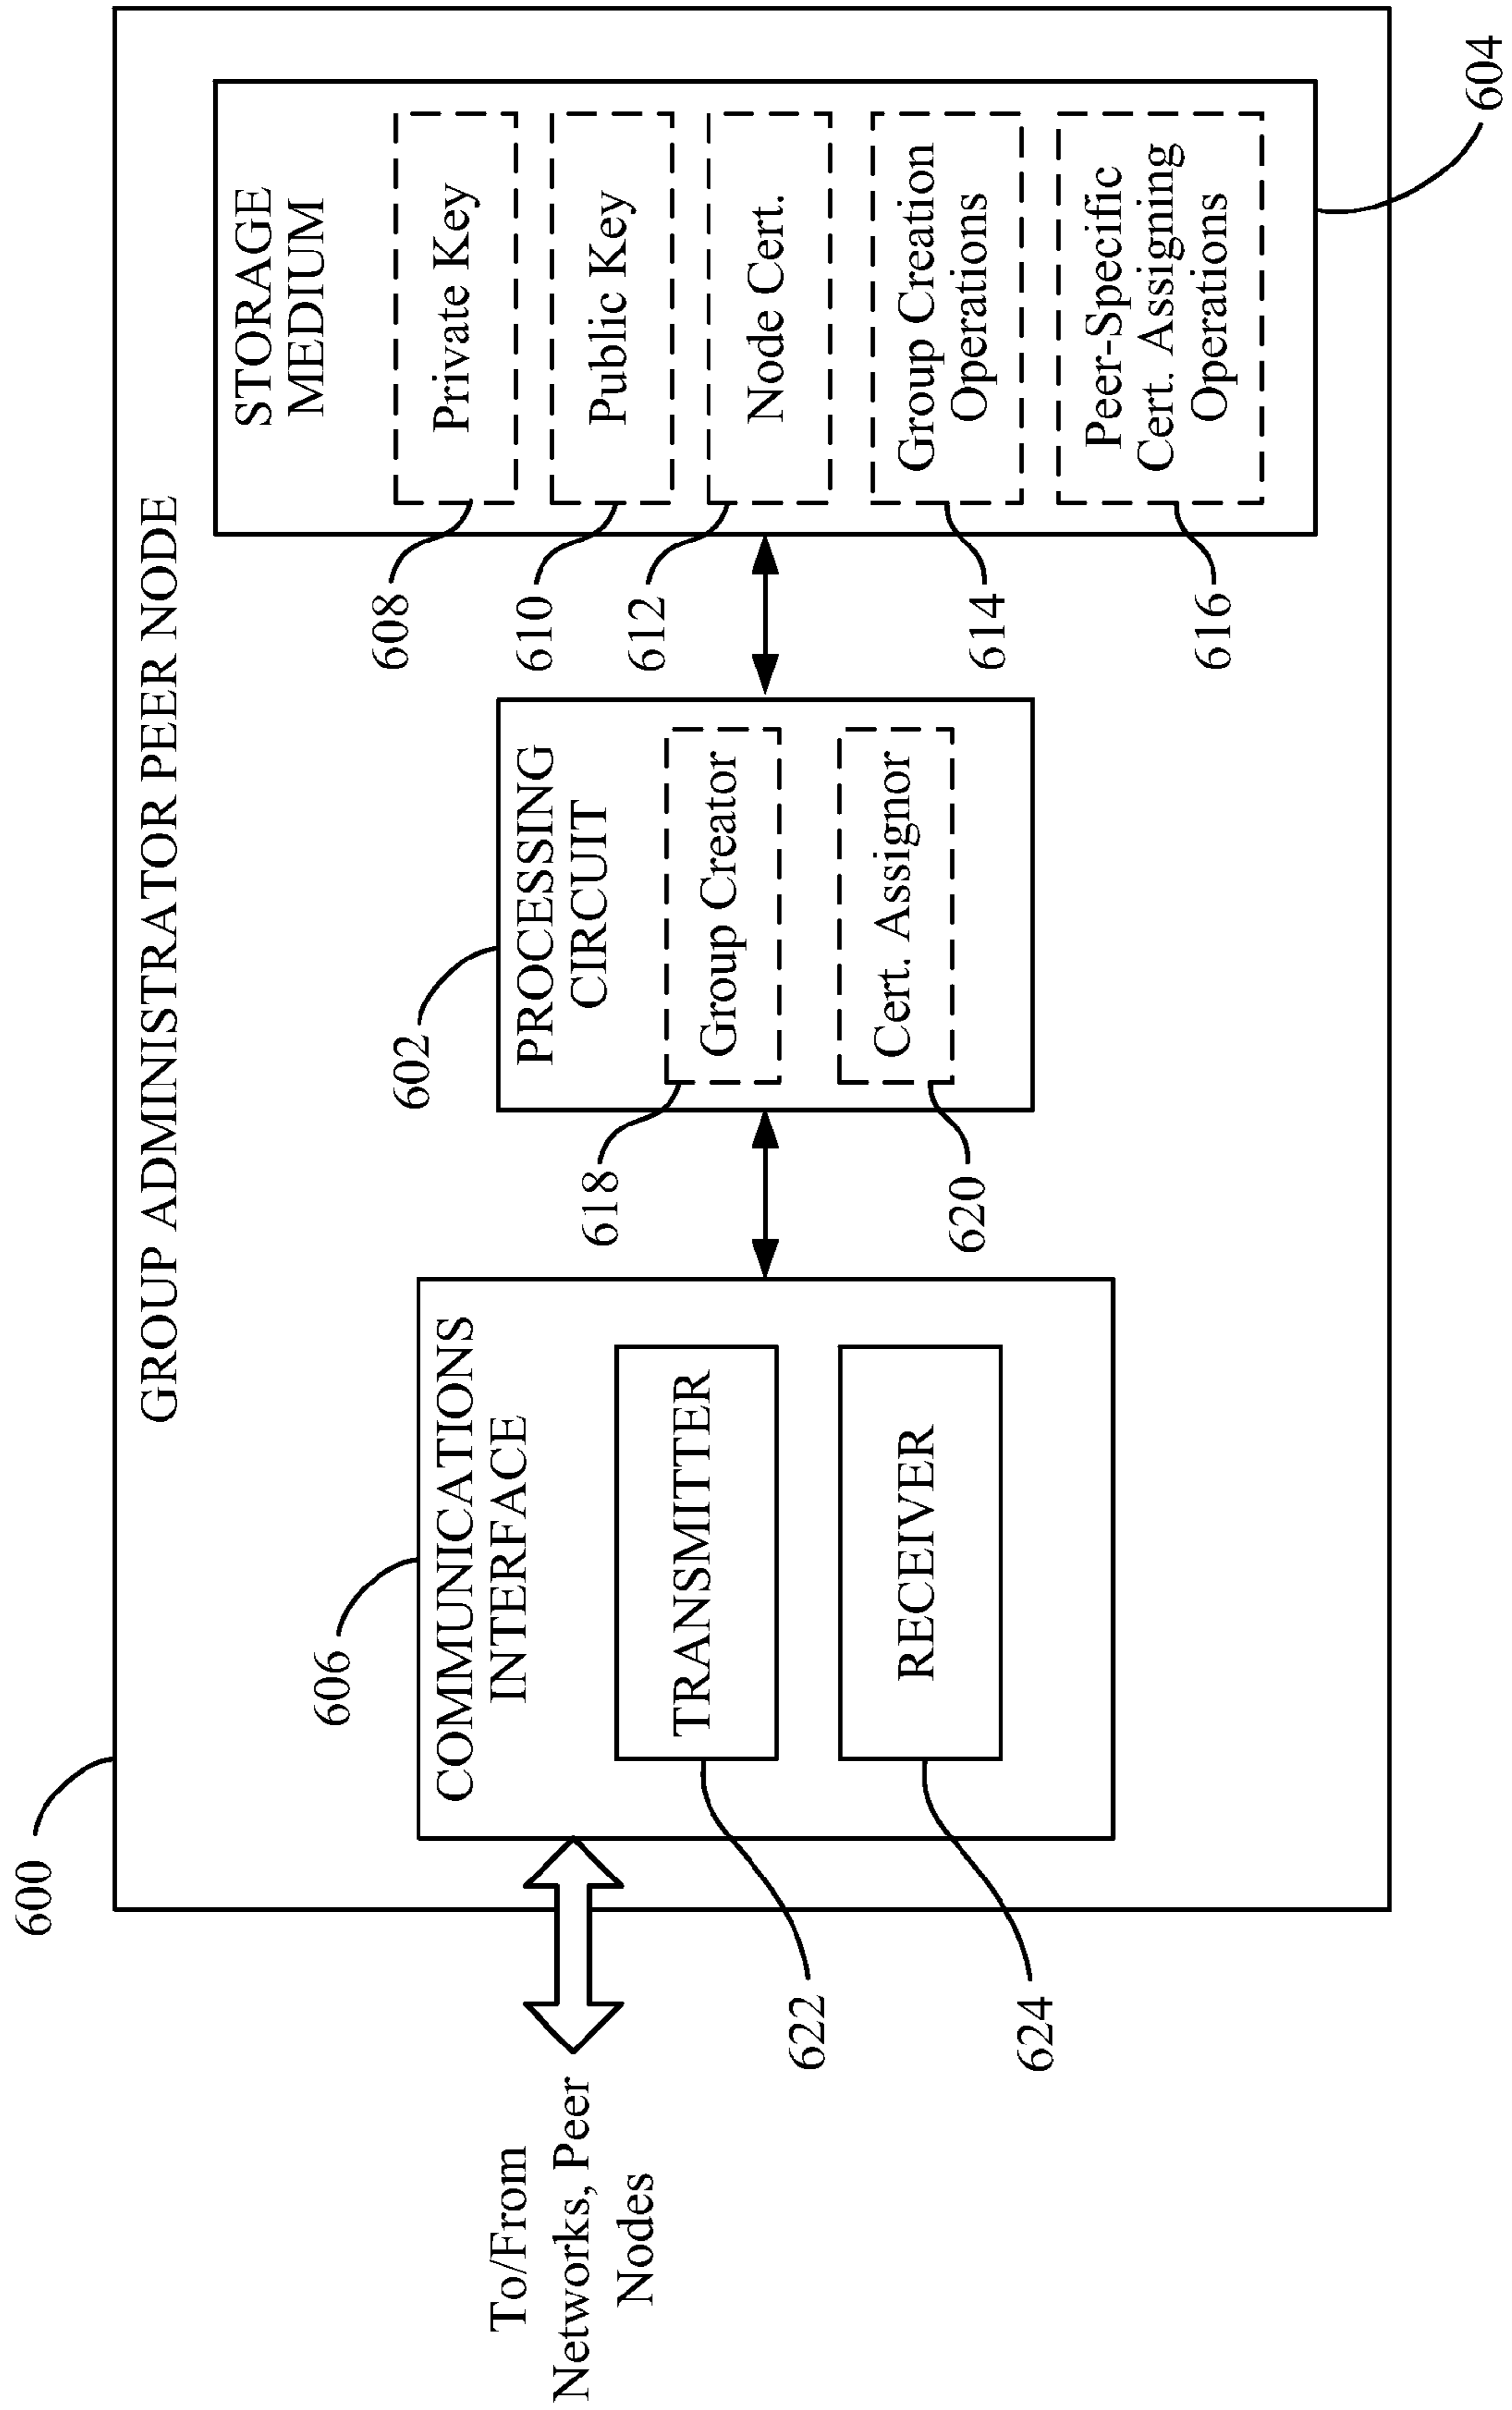 600
GROUP ADMINISTRATOR PEER NODE
606
COMMUNICATIONS
INTERFACE
TRANSMITTER
RECEIVER
622
624
To/From
Networks, Peer
Nodes
602
PROCESSING
CIRCUIT
Group Creator
Cert. Assignor
618
620
STORAGE
MEDIUM
Private Key
Public Key
Node Cert.
Group Creation
Operations
Peer-Specific
Cert. Assigning
Operations
608
610
612
614
616
604